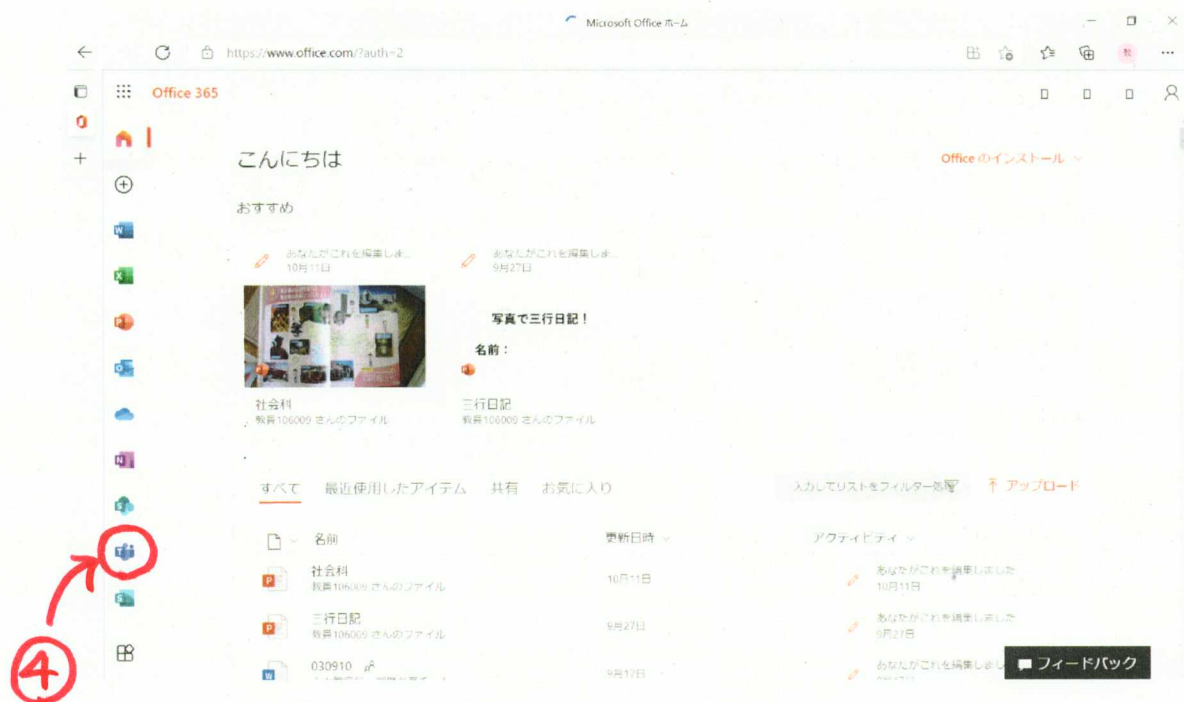 Microsoft Office ホーム
https://www.office.com/?auth=2
教
Office 365
こんにちは
Office のインストール
おすすめ
あなたがこれを編集しま...
10月11日
あなたがこれを編集しま...
9月27日
写真で三行日記！
名前：
社会科
教員106009 さんのファイル
三行日記
教員106009 さんのファイル
すべて 最近使用したアイテム 共有 お気に入り
入力してリストをフィルター処
アップロード
名前 更新日時 アクティビティ
社会科
教員106009 さんのファイル
10月11日
あなたがこれを編集しました
10月11日
三行日記
教員106009 さんのファイル
9月27日
あなたがこれを編集しました
9月27日
030910
9月17日
あなたがこれを編集しまし
フィードバック
④